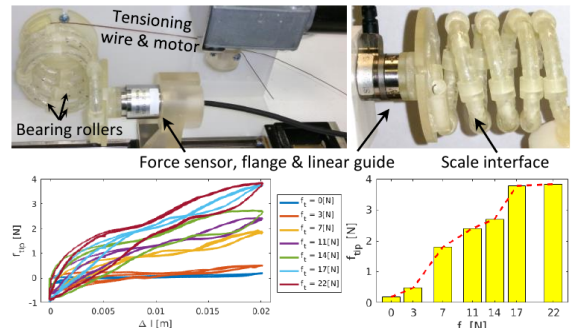 Tensioning
wire & motor
Bearing rollers
Force sensor, flange & linear guide
Scale interface
4
3
2
1
0
-1
f_tip [N]
0
0.005
0.01
0.015
0.02
Δ l [m]
f_t = 0[N]
f_t = 3[N]
f_t = 7[N]
f_t = 11[N]
f_t = 14[N]
f_t = 17[N]
f_t = 22[N]
4
3
2
1
0
f_tip [N]
0 3 7 11 14 17 22
[N]